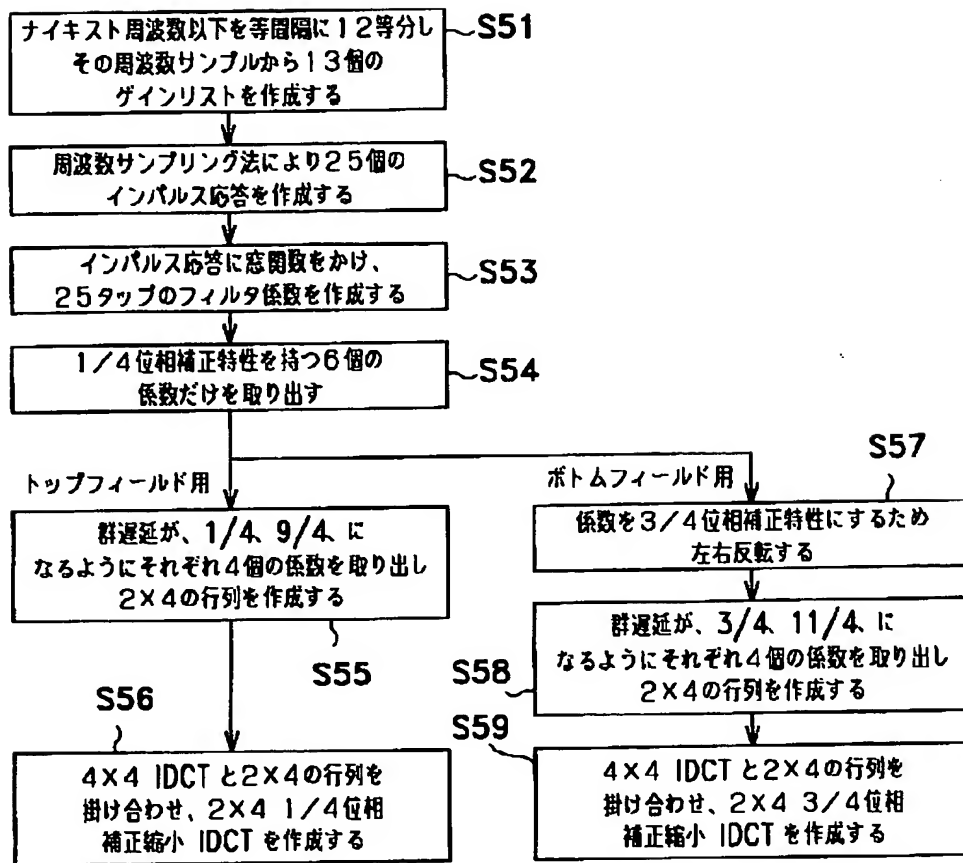 ナイキスト周波数以下を等間隔に12等分し
その周波数サンプルから13個の
ゲインリストを作成する
S51
周波数サンプリング法により25個の
インパルス応答を作成する
S52
インパルス応答に窓関数をかけ、
25タップのフィルタ係数を作成する
S53
1/4位相補正特性を持つ6個の
係数だけを取り出す
S54
トップフィールド用
群遅延が、1/4、9/4、に
なるようにそれぞれ4個の係数を取り出し
2×4の行列を作成する
S55
S56
4×4 IDCTと2×4の行列を
掛け合わせ、2×4 1/4位相
補正縮小 IDCTを作成する
ボトムフィールド用
S57
係数を3/4位相補正特性にするため
左右反転する
群遅延が、3/4、11/4、に
なるようにそれぞれ4個の係数を取り出し
2×4の行列を作成する
S58
S59
4×4 IDCTと2×4の行列を
掛け合わせ、2×4 3/4位相
補正縮小 IDCTを作成する